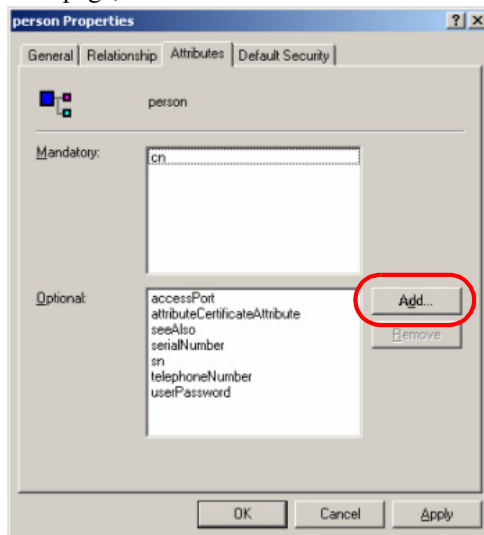 person Properties
General Relationship Attributes Default Security
person
Mandatory:
cn
Optional:
accessPort
attributeCertificateAttribute
seeAlso
serialNumber
sn
telephoneNumber
userPassword
Add...
Remove
OK Cancel Apply